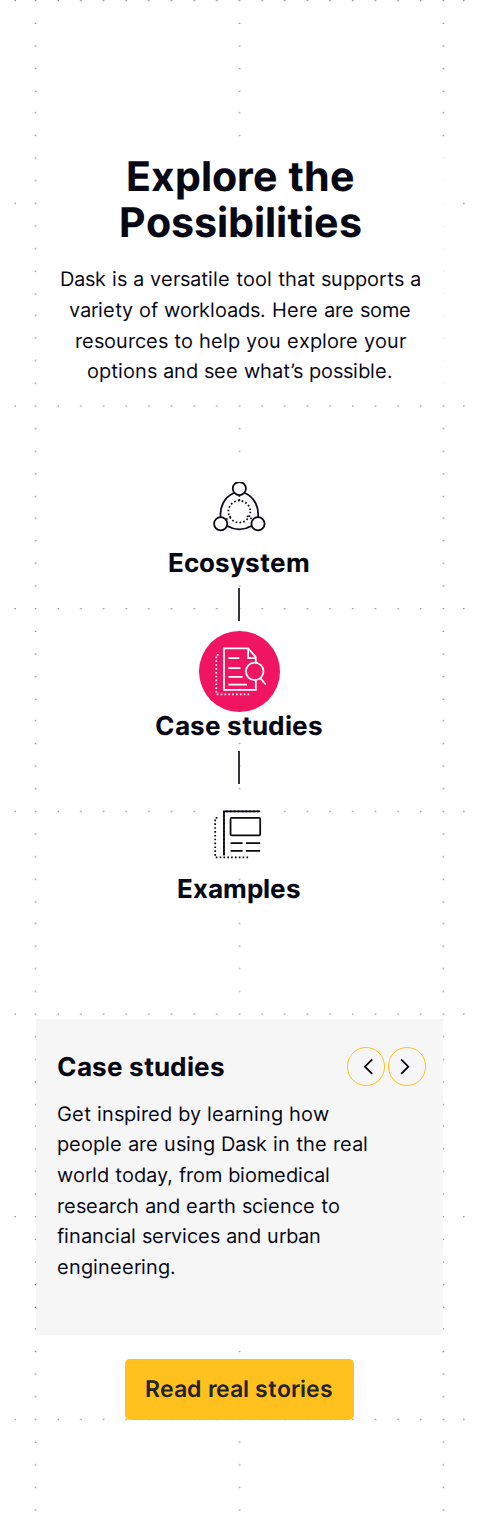 Explore the
Possibilities
Dask is a versatile tool that supports a
variety of workloads. Here are some
resources to help you explore your
options and see what’s possible.
Ecosystem
Case studies
Examples
Case studies
Get inspired by learning how
people are using Dask in the real
world today, from biomedical
research and earth science to
financial services and urban
engineering.
Read real stories